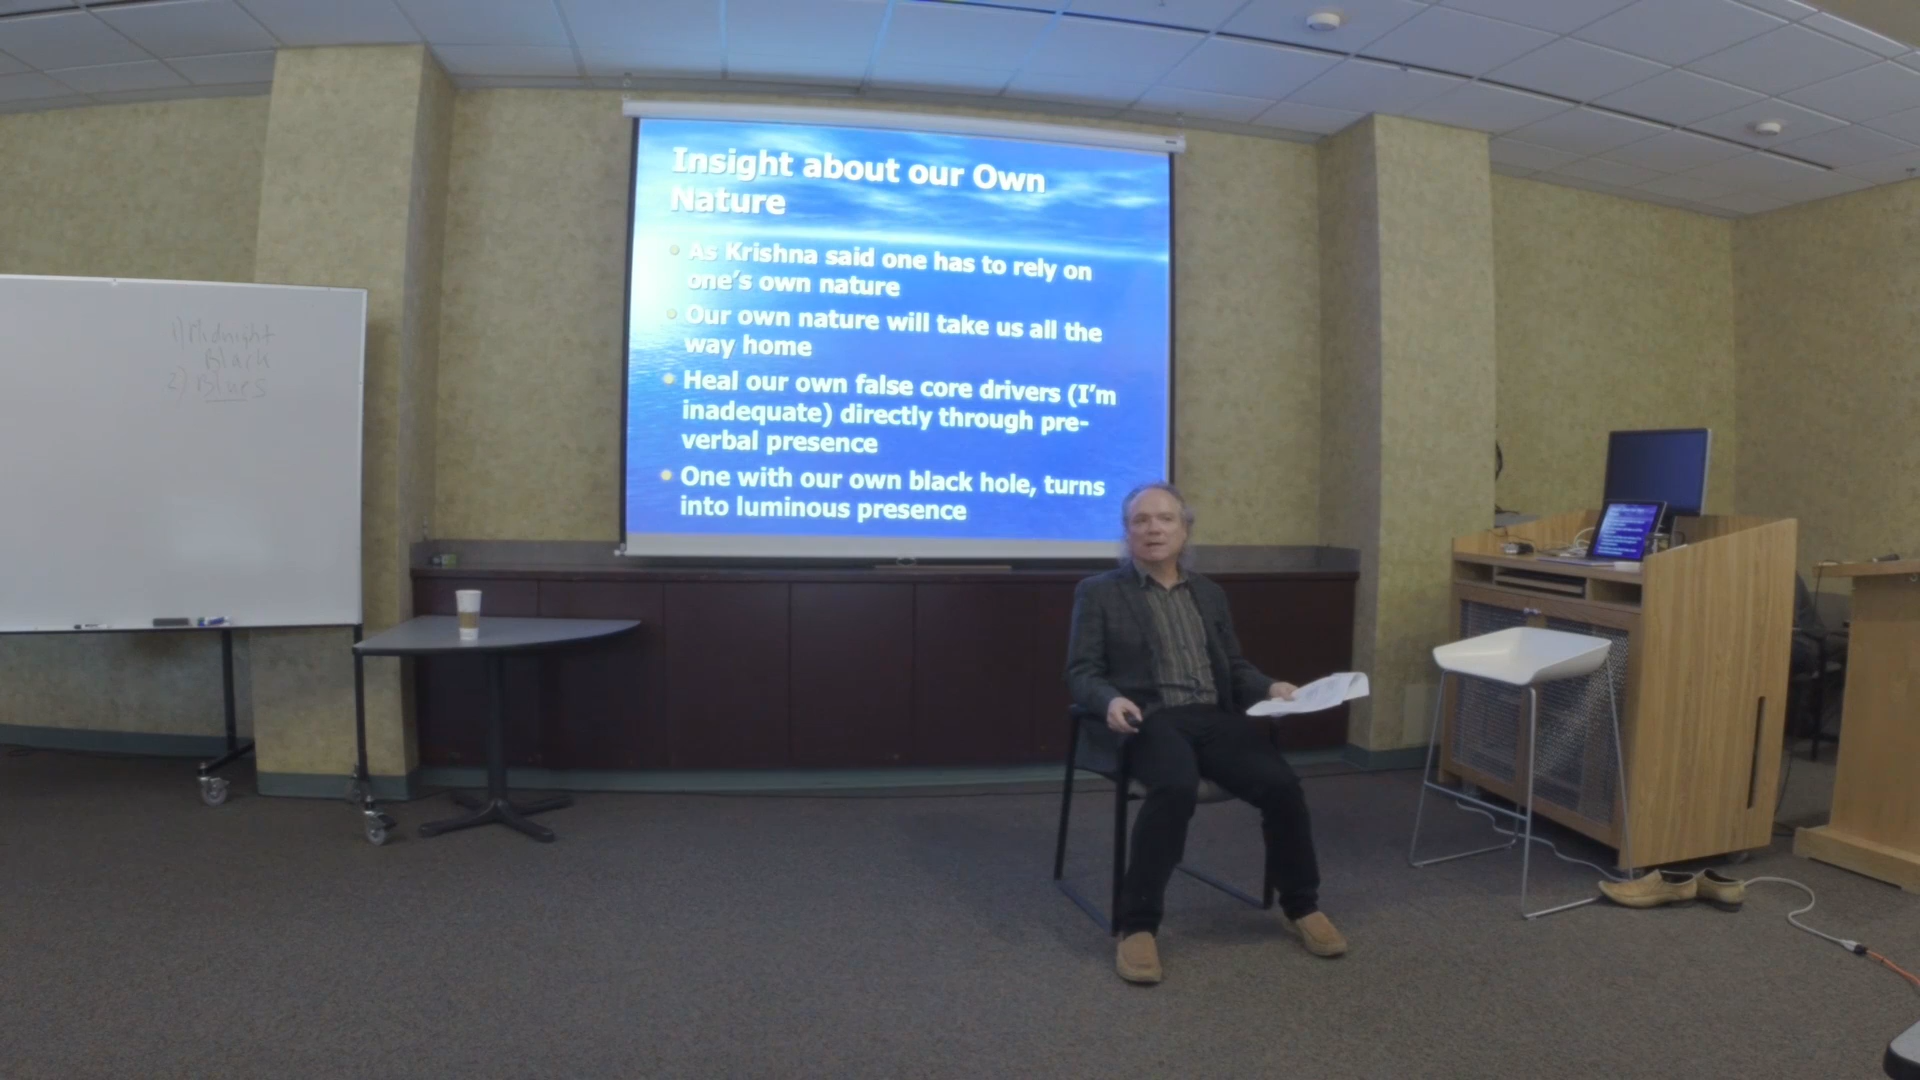 1) Midnight
Black
2) Blues
Insight about our Own
Nature
As Krishna said one has to rely on
one's own nature
Our own nature will take us all the
way home
Heal our own false core drivers (I'm
inadequate) directly through pre-
verbal presence
One with our own black hole, turns
into luminous presence